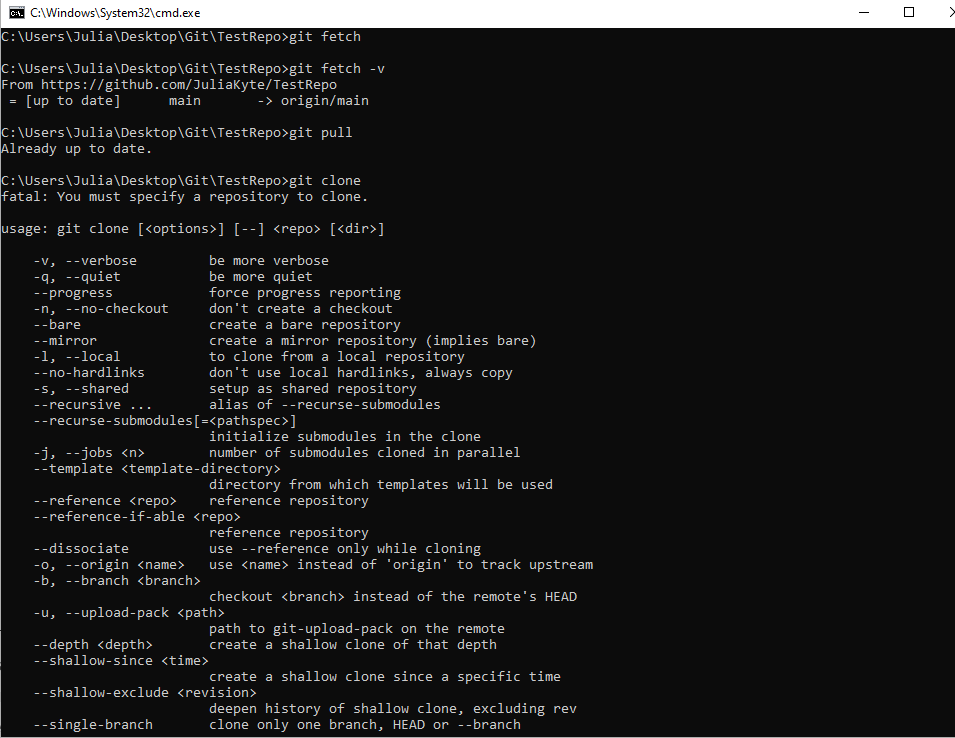 C:\Windows\System32\cmd.exe
C:\Users\Julia\Desktop\Git\TestRepo>git fetch
C:\Users\Julia\Desktop\Git\TestRepo>git fetch -v
From https://github.com/JuliaKyte/TestRepo
 = [up to date]      main       -> origin/main
C:\Users\Julia\Desktop\Git\TestRepo>git pull
Already up to date.
C:\Users\Julia\Desktop\Git\TestRepo>git clone
fatal: You must specify a repository to clone.
usage: git clone [<options>] [--] <repo> [<dir>]
    -v, --verbose         be more verbose
    -q, --quiet           be more quiet
    --progress            force progress reporting
    -n, --no-checkout     don't create a checkout
    --bare                create a bare repository
    --mirror              create a mirror repository (implies bare)
    -l, --local           to clone from a local repository
    --no-hardlinks        don't use local hardlinks, always copy
    -s, --shared          setup as shared repository
    --recursive ...       alias of --recurse-submodules
    --recurse-submodules[=<pathspec>]
                          initialize submodules in the clone
    -j, --jobs <n>        number of submodules cloned in parallel
    --template <template-directory>
                          directory from which templates will be used
    --reference <repo>    reference repository
    --reference-if-able <repo>
                          reference repository
    --dissociate          use --reference only while cloning
    -o, --origin <name>   use <name> instead of 'origin' to track upstream
    -b, --branch <branch>
                          checkout <branch> instead of the remote's HEAD
    -u, --upload-pack <path>
                          path to git-upload-pack on the remote
    --depth <depth>       create a shallow clone of that depth
    --shallow-since <time>
                          create a shallow clone since a specific time
    --shallow-exclude <revision>
                          deepen history of shallow clone, excluding rev
    --single-branch       clone only one branch, HEAD or --branch